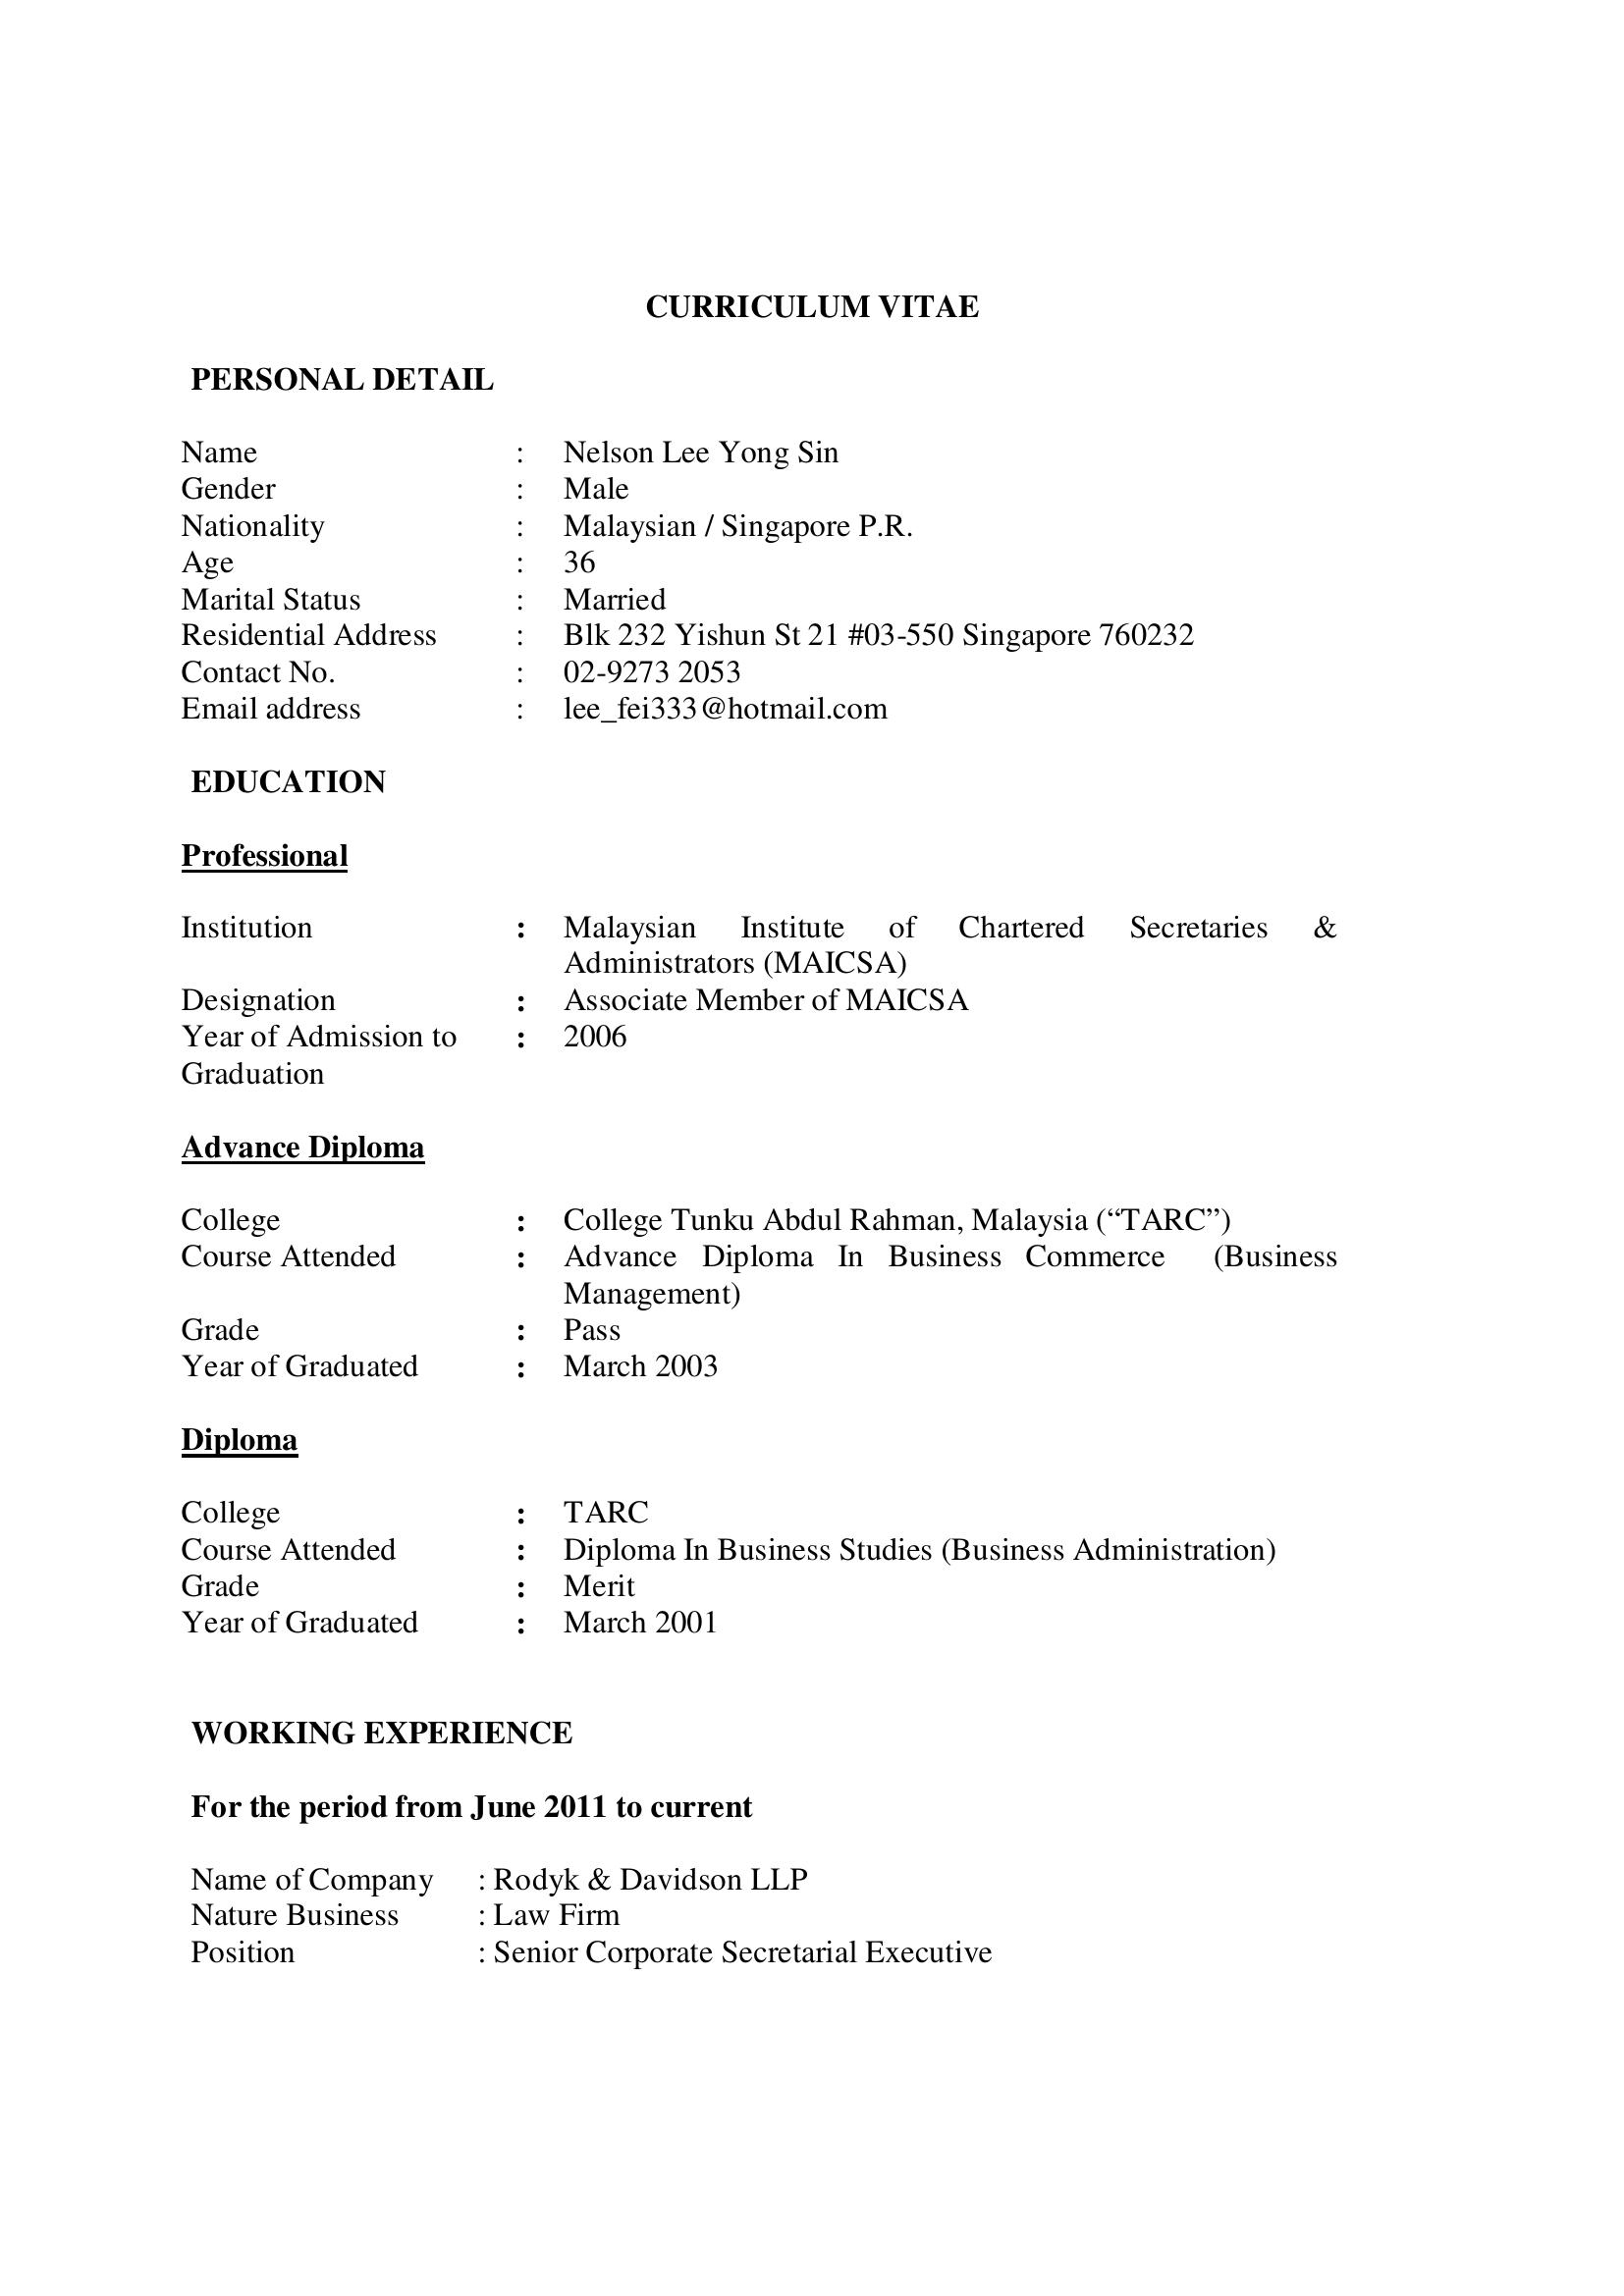 CURRICULUM VITAE
PERSONAL DETAIL
Name : Nelson Lee Yong Sin
Gender : Male
Nationality : Malaysian / Singapore P.R.
Age : 36
Marital Status : Married
Residential Address : Blk 232 Yishun St 21 #03-550 Singapore 760232
Contact No. : 02-9273 2053
Email address : lee_fei333@hotmail.com
EDUCATION
Professional
Institution : Malaysian Institute of Chartered Secretaries &
Administrators (MAICSA)
Designation : Associate Member of MAICSA
Year of Admission to : 2006
Graduation
Advance Diploma
College : College Tunku Abdul Rahman, Malaysia (“TARC”)
Course Attended : Advance Diploma In Business Commerce (Business
Management)
Grade : Pass
Year of Graduated : March 2003
Diploma
College : TARC
Course Attended : Diploma In Business Studies (Business Administration)
Grade : Merit
Year of Graduated : March 2001
WORKING EXPERIENCE
For the period from June 2011 to current
Name of Company : Rodyk & Davidson LLP
Nature Business : Law Firm
Position : Senior Corporate Secretarial Executive